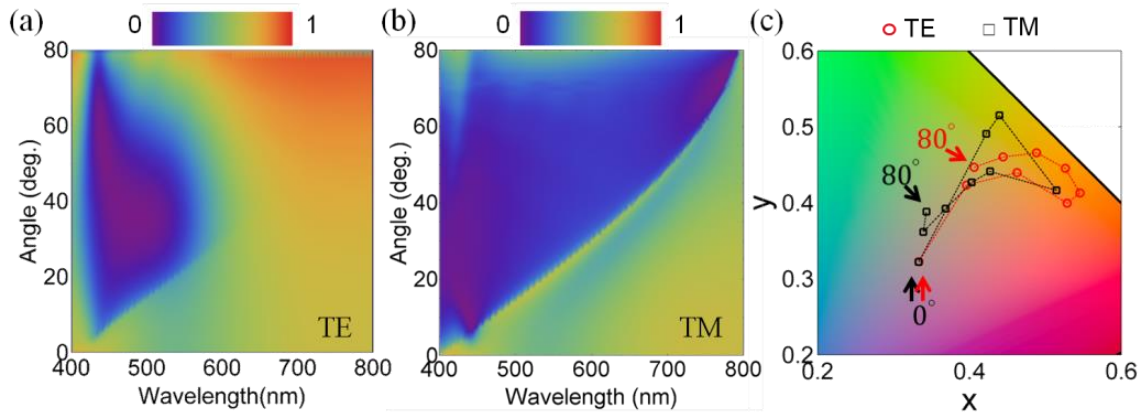 (a) 0 1
80
60
40
20
0
Angle (deg.)
TE
400 500 600 700 800
Wavelength(nm)
(b) 0 1
80
60
40
20
0
Angle (deg.)
TM
400 500 600 700 800
Wavelength(nm)
(c) TE TM
0.6
0.5
0.4
0.3
0.2
y
80°
80°
0°
0.2 0.4 0.6
x